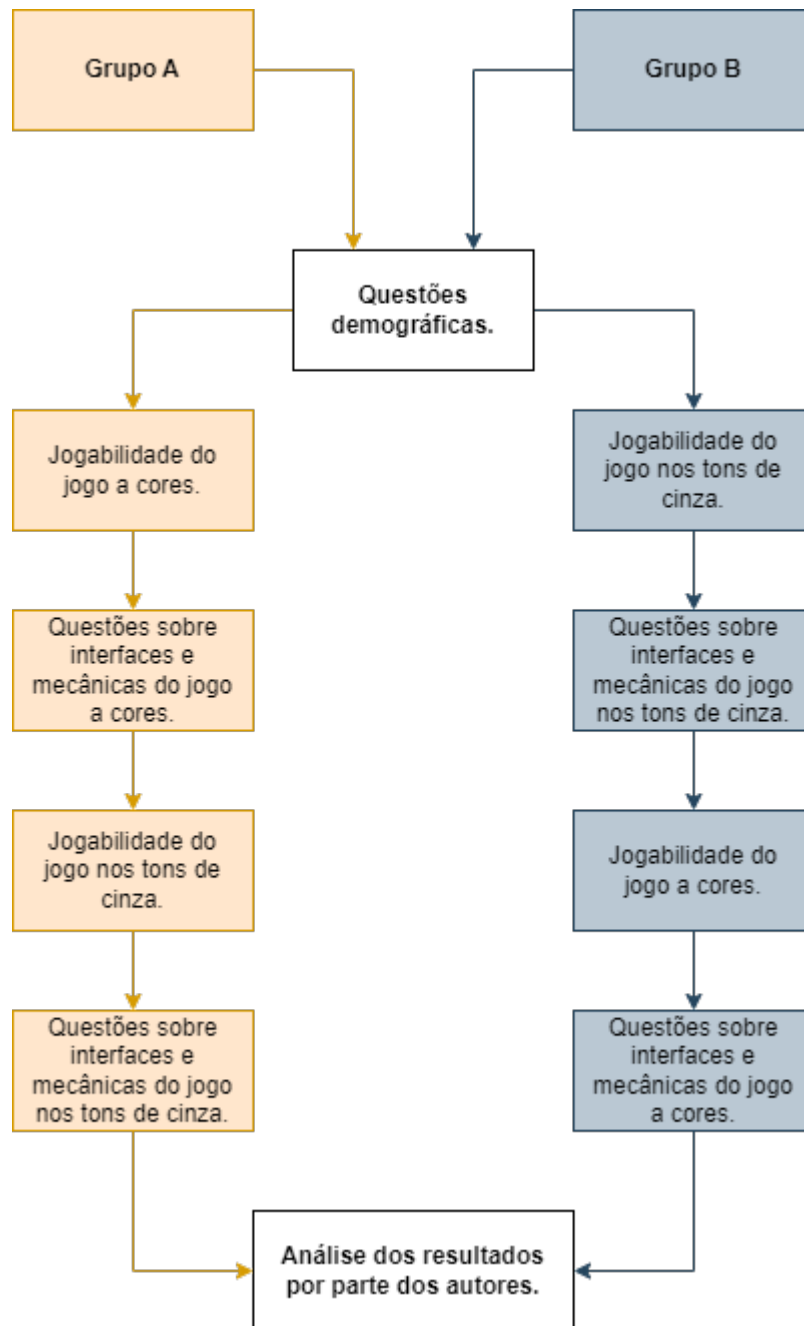 Grupo A
Grupo B
Questões
demográficas.
Jogabilidade do
jogo a cores.
Jogabilidade do
jogo nos tons de
cinza.
Questões sobre
interfaces e
mecânicas do jogo
a cores.
Questões sobre
interfaces e
mecânicas do jogo
nos tons de cinza.
Jogabilidade do
jogo nos tons de
cinza.
Jogabilidade do
jogo a cores.
Questões sobre
interfaces e
mecânicas do jogo
nos tons de cinza.
Questões sobre
interfaces e
mecânicas do jogo
a cores.
Análise dos resultados
por parte dos autores.